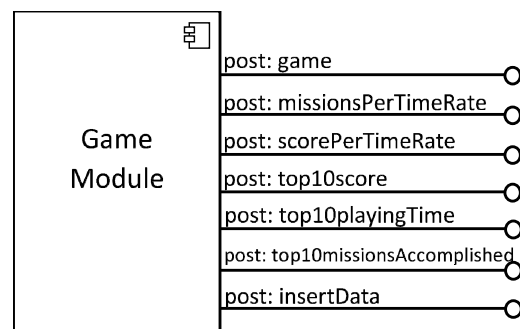 Game
Module
post: game
post: missionsPerTimeRate
post: scorePerTimeRate
post: top10score
post: top10playingTime
post: top10missionsAccomplished
post: insertData